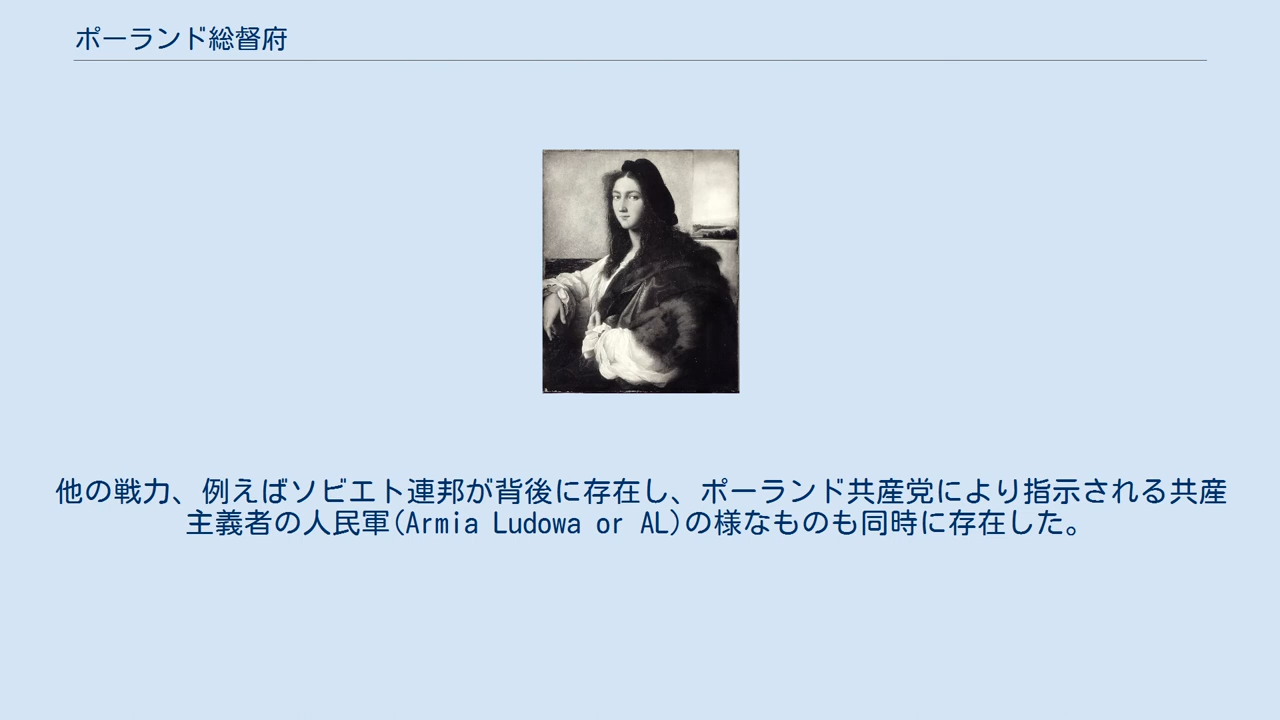 ポーランド総督府
他の戦力、例えばソビエト連邦が背後に存在し、ポーランド共産党により指示される共産
主義者の人民軍(Armia Ludowa or AL)の様なものも同時に存在した。